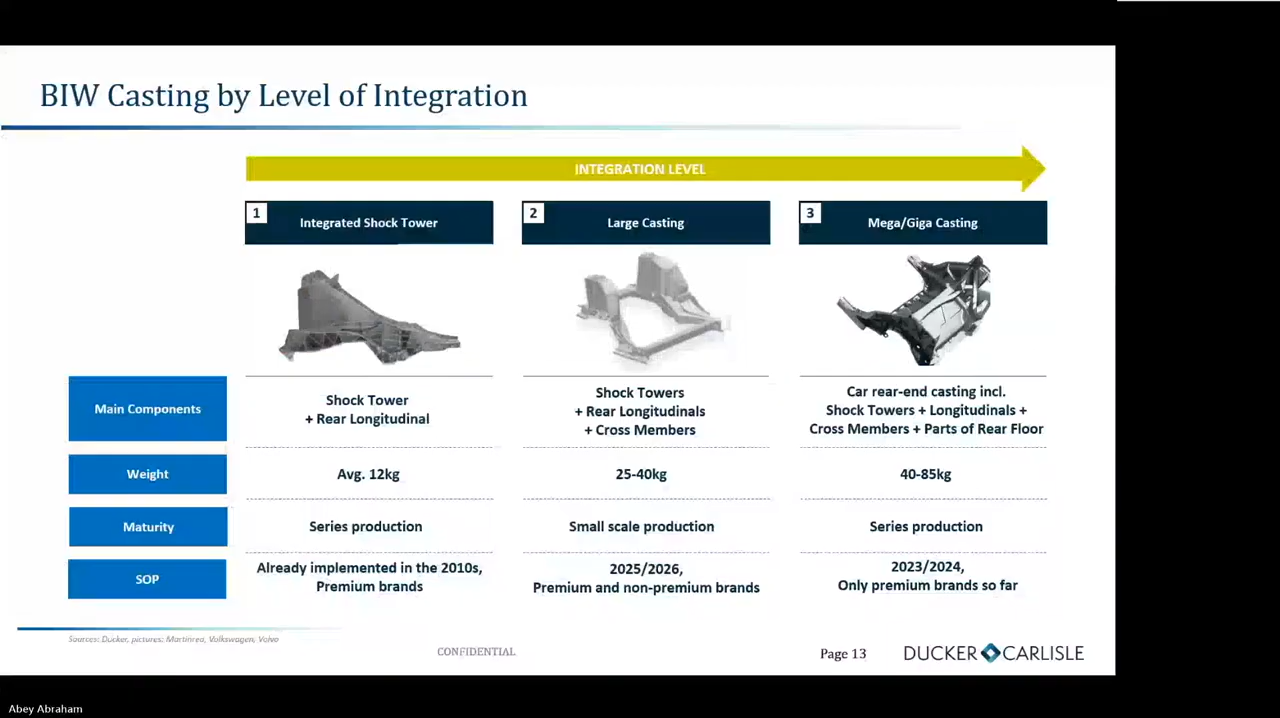 BIW Casting by Level of Integration
INTEGRATION LEVEL
1
Integrated Shock Tower
2
Large Casting
3
Mega/Giga Casting
Main Components
Shock Tower
+ Rear Longitudinal
Shock Towers
+ Rear Longitudinals
+ Cross Members
Car rear-end casting incl.
Shock Towers + Longitudinals +
Cross Members + Parts of Rear Floor
Weight
Avg. 12kg
25-40kg
40-85kg
Maturity
Series production
Small scale production
Series production
SOP
Already implemented in the 2010s,
Premium brands
2025/2026,
Premium and non-premium brands
2023/2024,
Only premium brands so far
Sources: Ducker, pictures: Martinrea, Volkswagen, Volvo
CONFIDENTIAL
Page 13
DUCKER CARLISLE
Abey Abraham